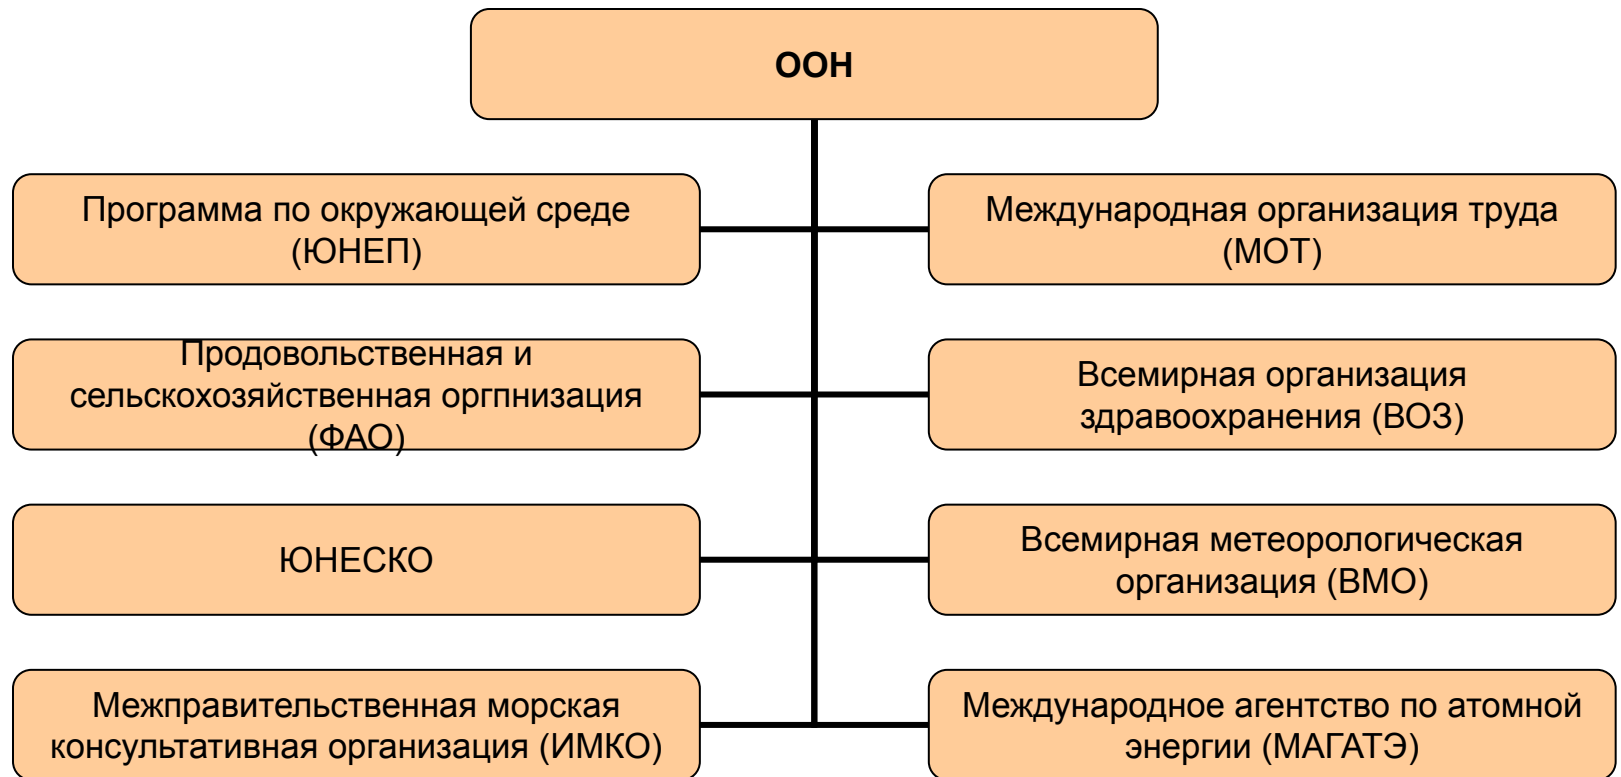 ООН
Программа по окружающей среде
(ЮНЕП)
Международная организация труда
(МОТ)
Продовольственная и
сельскохозяйственная оргпнизация
(ФАО)
Всемирная организация
здравоохранения (ВОЗ)
ЮНЕСКО
Всемирная метеорологическая
организация (ВМО)
Межправительственная морская
консультативная организация (ИМКО)
Международное агентство по атомной
энергии (МАГАТЭ)